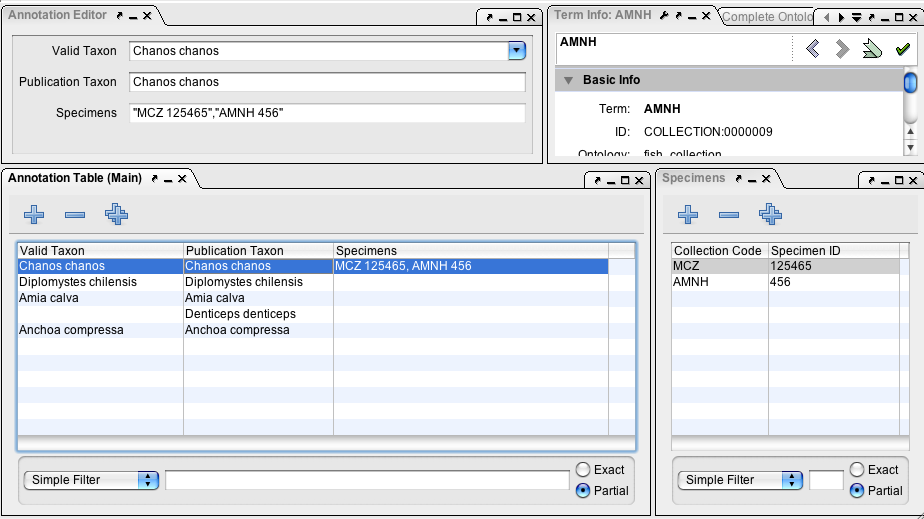 Annotation Editor
Valid Taxon Chanos chanos
Publication Taxon Chanos chanos
Specimens "MCZ 125465","AMNH 456"
Term Info: AMNH Complete Ontolo
AMNH
Basic Info
Term: AMNH
ID: COLLECTION:0000009
Ontology: fish_collection
Annotation Table (Main)
Valid Taxon Publication Taxon Specimens
Chanos chanos Chanos chanos MCZ 125465, AMNH 456
Diplomystes chilensis Diplomystes chilensis
Amia calva Amia calva
Denticeps denticeps
Anchoa compressa Anchoa compressa
Simple Filter
Exact
Partial
Specimens
Collection Code Specimen ID
MCZ 125465
AMNH 456
Simple Filter
Exact
Partial